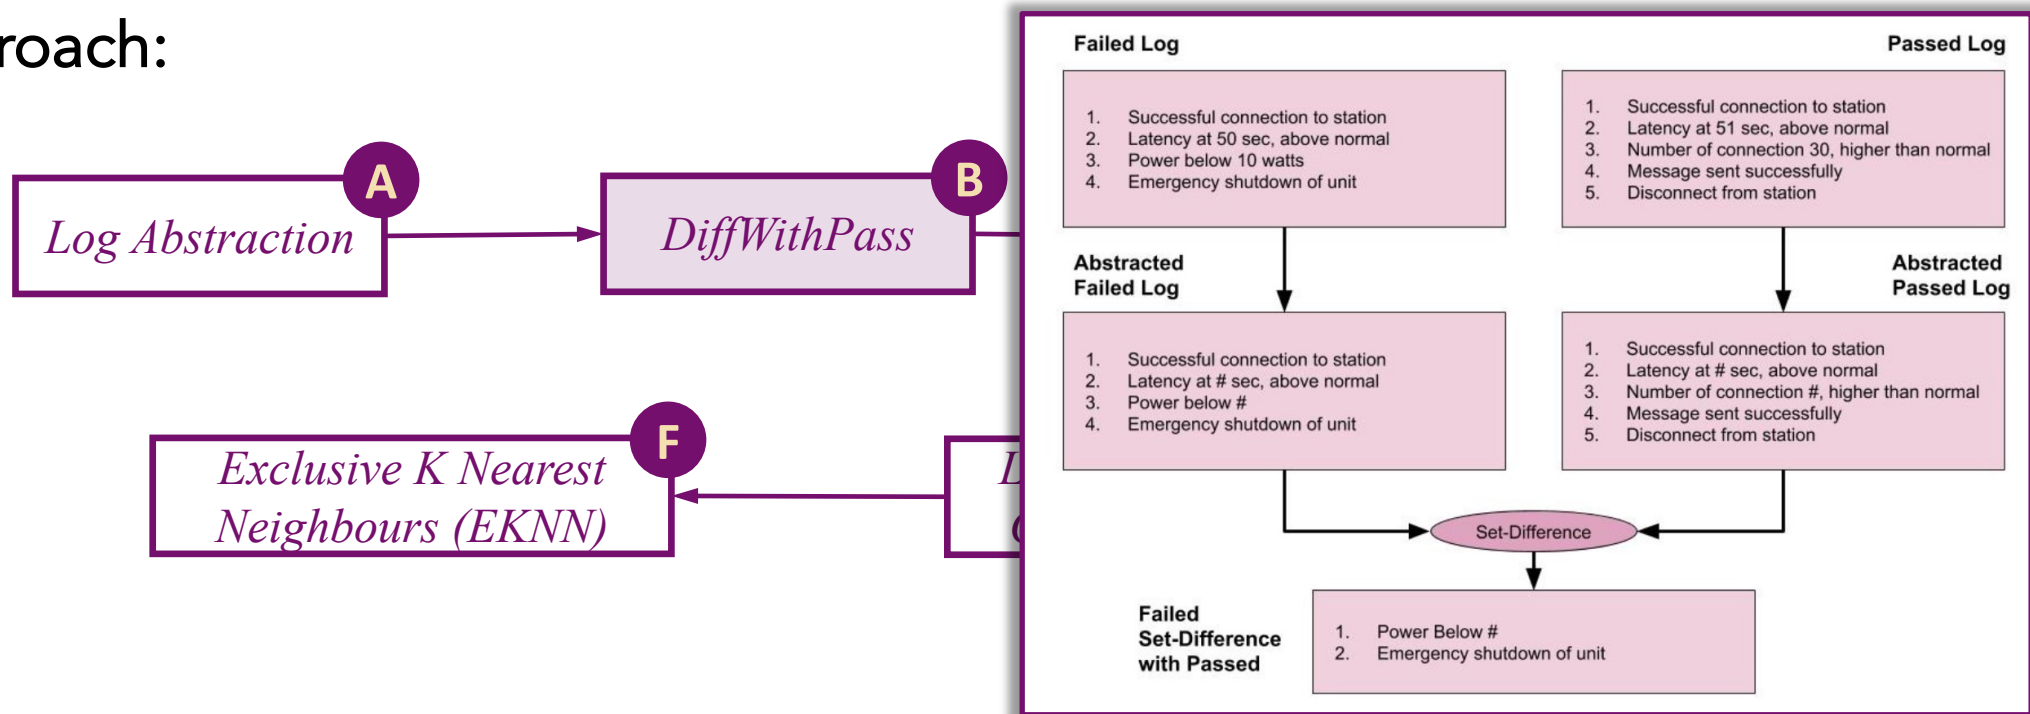 roach:
A
Log Abstraction
B
DiffWithPass
F
Exclusive K Nearest
Neighbours (EKNN)
Failed Log
1. Successful connection to station
2. Latency at 50 sec, above normal
3. Power below 10 watts
4. Emergency shutdown of unit
Passed Log
1. Successful connection to station
2. Latency at 51 sec, above normal
3. Number of connection 30, higher than normal
4. Message sent successfully
5. Disconnect from station
Abstracted
Failed Log
1. Successful connection to station
2. Latency at # sec, above normal
3. Power below #
4. Emergency shutdown of unit
Abstracted
Passed Log
1. Successful connection to station
2. Latency at # sec, above normal
3. Number of connection #, higher than normal
4. Message sent successfully
5. Disconnect from station
Set-Difference
Failed
Set-Difference
with Passed
1. Power Below #
2. Emergency shutdown of unit